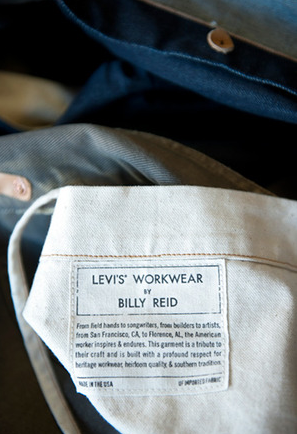 LEVI'S® WORKWEAR
BY
BILLY REID
From field hands to songwriters, from builders to artists,
from San Francisco, CA, to Florence, AL, the American
worker inspires & endures. This garment is a tribute to
their craft and is built with a profound respect for
heritage workwear, heirloom quality, & southern tradition.
MADE IN THE USA OF IMPORTED FABRIC